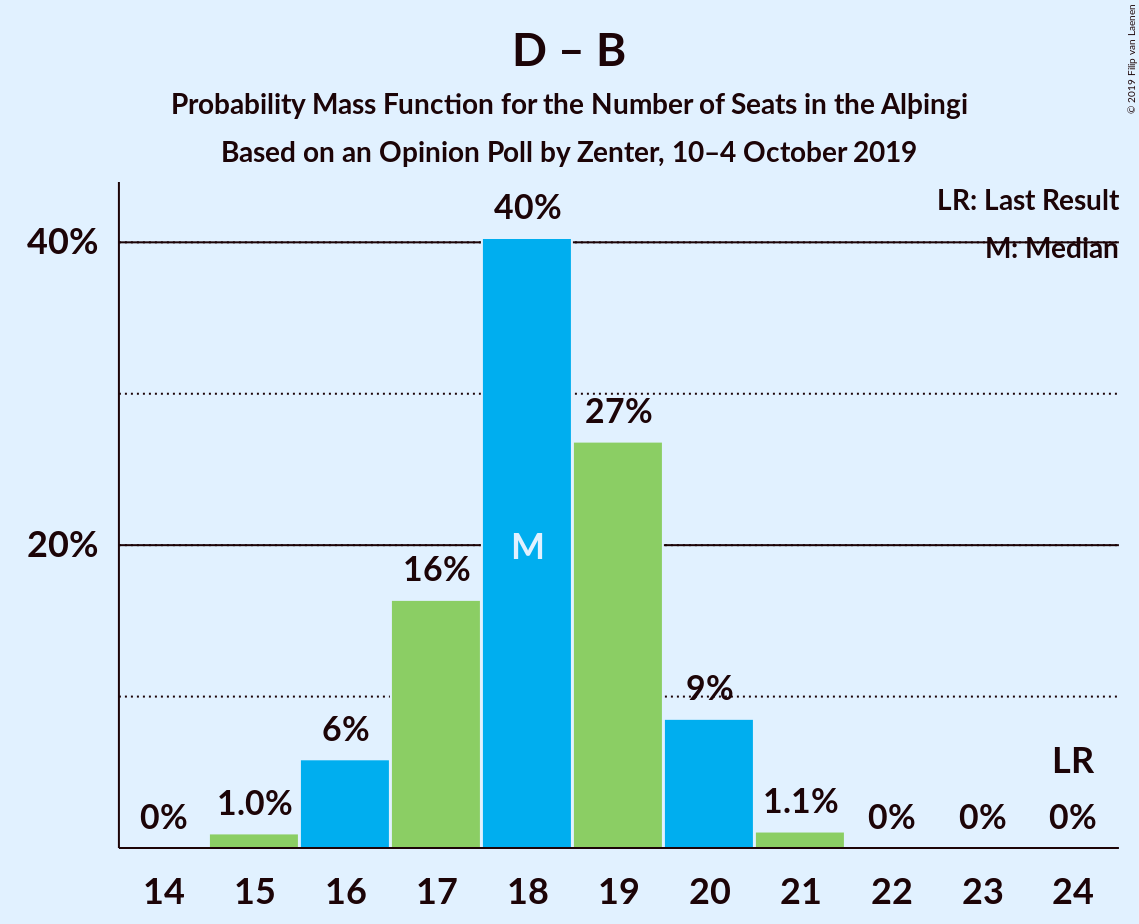 D – B
Probability Mass Function for the Number of Seats in the Alþingi
Based on an Opinion Poll by Zenter, 10–4 October 2019
© 2019 Filip van Laenen
LR: Last Result
M: Median
40%
20%
0%
1.0%
6%
16%
40%
M
27%
9%
1.1%
0%
0%
LR
0%
14 15 16 17 18 19 20 21 22 23 24